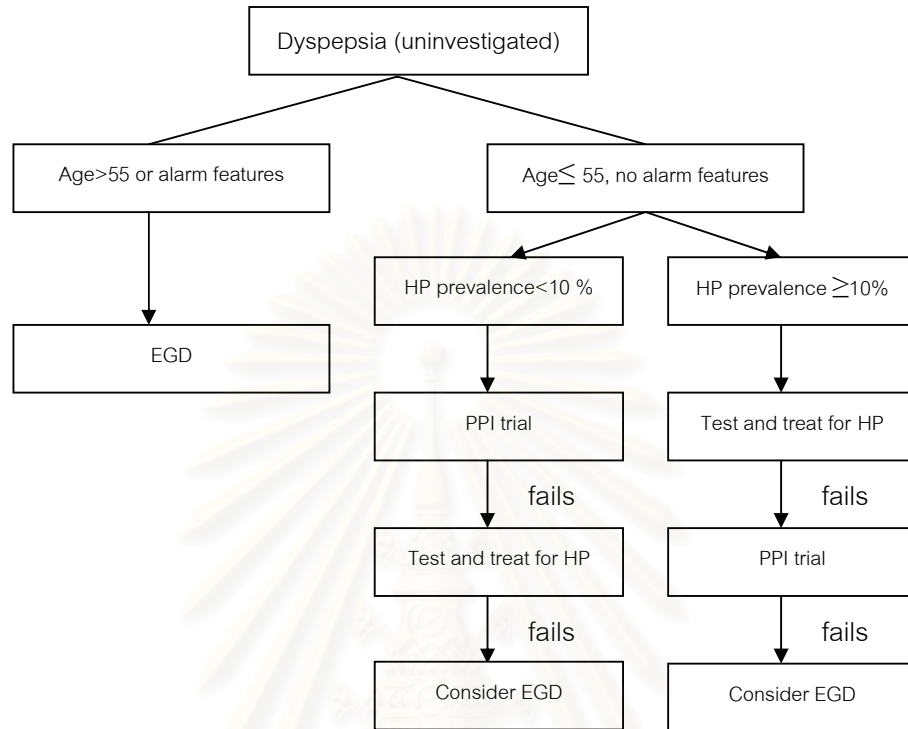 Dyspepsia (uninvestigated)
Age>55 or alarm features
Age≤ 55, no alarm features
HP prevalence<10 %
HP prevalence ≥10%
EGD
PPI trial
Test and treat for HP
fails
fails
Test and treat for HP
PPI trial
fails
fails
Consider EGD
Consider EGD